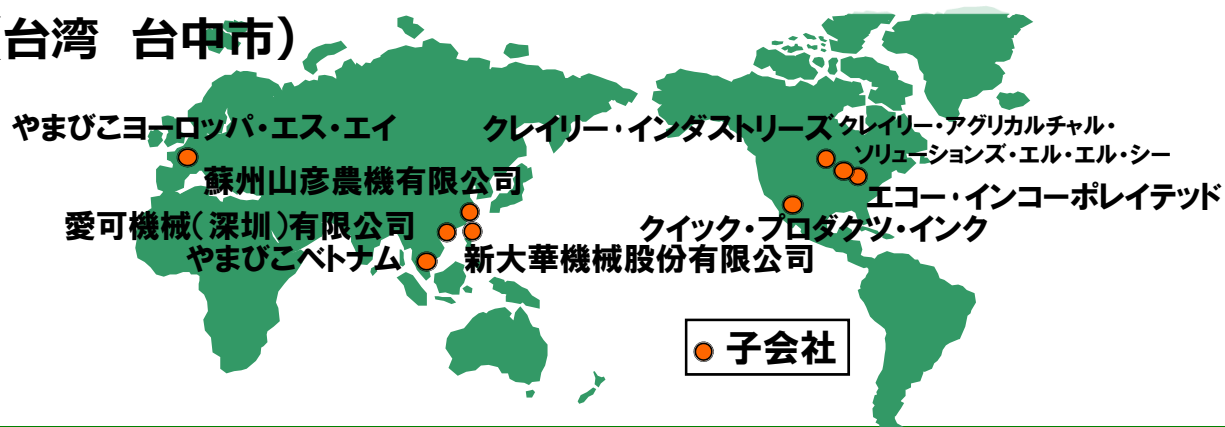 (台湾 台中市)
やまびこヨーロッパ・エス・エイ
クレイリー・インダストリーズ
クレイリー・アグリカルチャル・
ソリューションズ・エル・エル・シー
蘇州山彦農機有限公司
エコー・インコーポレイテッド
愛可機械(深圳)有限公司
クイック・プロダクツ・インク
やまびこベトナム
新大華機械股份有限公司
子会社